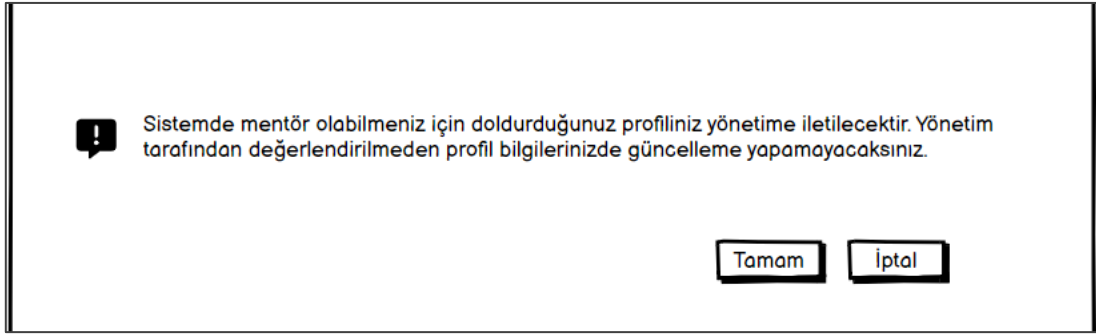 Sistemde mentör olabilmeniz için doldurduğunuz profiliniz yönetime iletilecektir. Yönetim
tarafından değerlendirilmeden profil bilgilerinizde güncelleme yapamayacaksınız.
Tamam
İptal